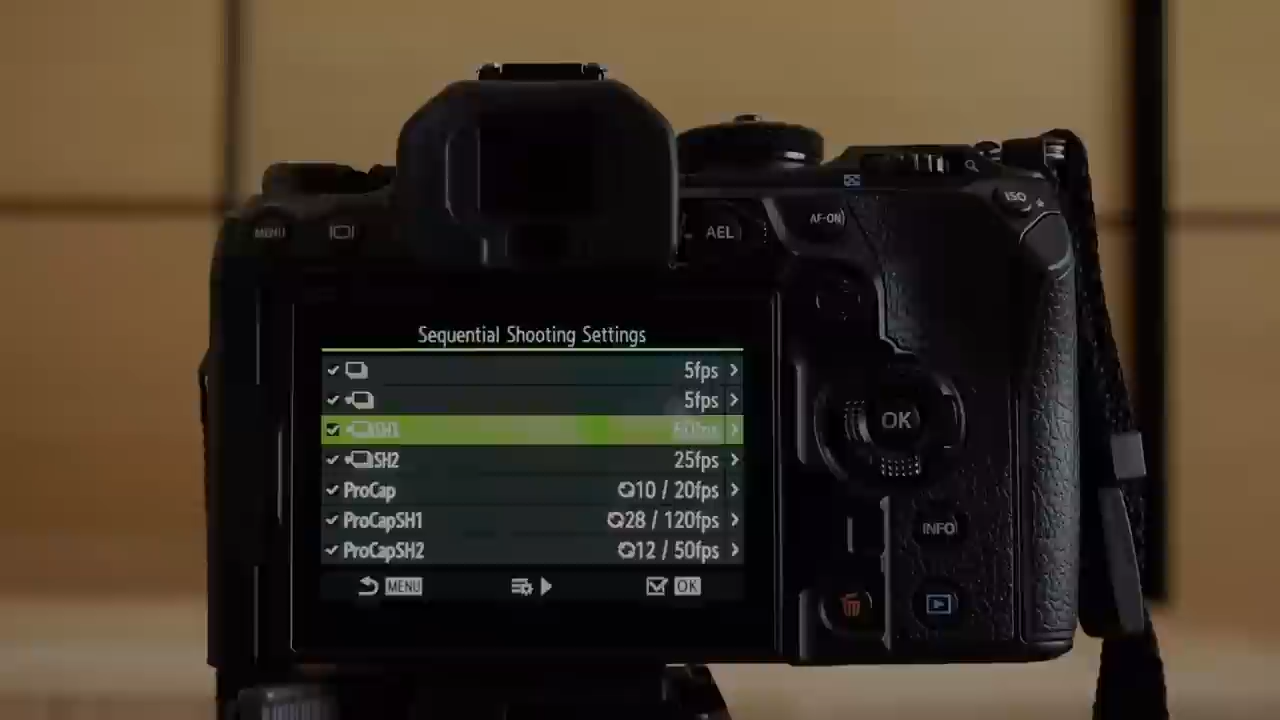 MENU
AEL
AF-ON
ISO
Sequential Shooting Settings
5fps
5fps
SH1
SH2 25fps
ProCap 10 / 20fps
ProCapSH1 28 / 120fps
ProCapSH2 12 / 50fps
MENU OK
OK
INFO